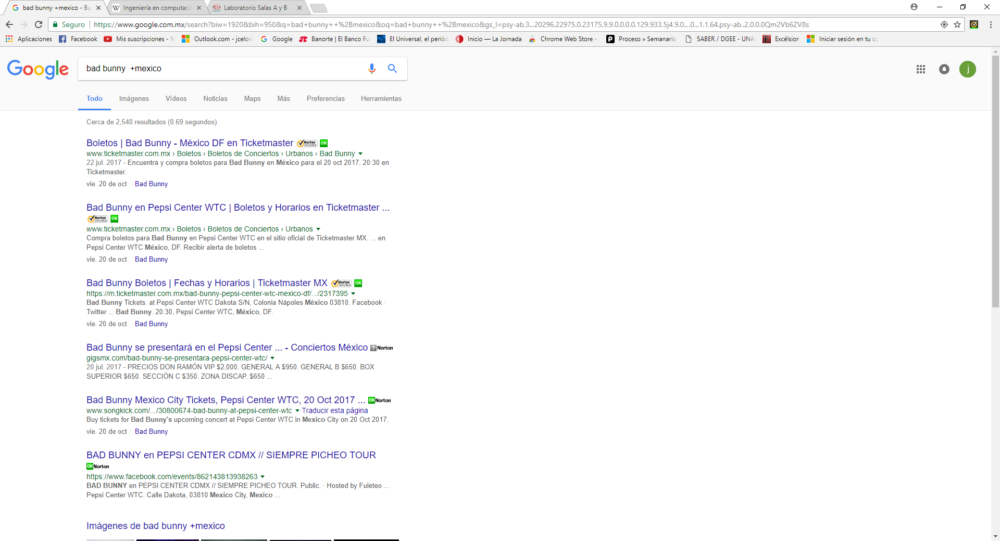 bad bunny +mexico - Bu
Ingeniería en computaci
Laboratorio Salas A y B
Seguro
https://www.google.com.mx/search?biw=1920&bih=950&q=bad+bunny++%2Bmexico&oq=bad+bunny++%2Bmexico&gs_l=psy-ab.3...20296.22975.0.23175.9.9.0.0.0.0.129.933.5j4.9.0....0...1.1.64.psy-ab..2.0.0.0Qm2Vb6ZV8s
Aplicaciones
Facebook
Mis suscripciones - Y
Outlook.com - jcelori
Google
Banorte | El Banco Fu
El Universal, el periód
Inicio — La Jornada
Chrome Web Store -
Proceso » Semanario
SABER / DGEE - UNA
Excélsior
Iniciar sesión en tu cu
Google
bad bunny  +mexico
j
Todo
Imágenes
Vídeos
Noticias
Maps
Más
Preferencias
Herramientas
Cerca de 2,540 resultados (0.69 segundos)
Boletos | Bad Bunny - México DF en Ticketmaster Norton SECURED OK
www.ticketmaster.com.mx › Boletos › Boletos de Conciertos › Urbanos › Bad Bunny
22 jul. 2017 - Encuentra y compra boletos para Bad Bunny en México para el 20 oct 2017, 20:30 en
Ticketmaster.
vie. 20 de oct Bad Bunny
Bad Bunny en Pepsi Center WTC | Boletos y Horarios en Ticketmaster ...
Norton SECURED OK
www.ticketmaster.com.mx › Boletos › Boletos de Conciertos › Urbanos
Compra boletos para Bad Bunny en Pepsi Center WTC en el sitio oficial de Ticketmaster MX. ... en
Pepsi Center WTC México, DF. Recibir alerta de boletos ...
vie. 20 de oct Bad Bunny
Bad Bunny Boletos | Fechas y Horarios | Ticketmaster MX Norton SECURED OK
https://m.ticketmaster.com.mx/bad-bunny-pepsi-center-wtc-mexico-df/.../2317395
Bad Bunny Tickets. at Pepsi Center WTC Dakota S/N, Colonia Nápoles México 03810. Facebook ·
Twitter ... Bad Bunny. 20:30, Pepsi Center WTC, México, DF.
vie. 20 de oct Bad Bunny
Bad Bunny se presentará en el Pepsi Center ... - Conciertos México ? Norton
gigsmx.com/bad-bunny-se-presentara-pepsi-center-wtc/
20 jul. 2017 - PRECIOS DON RAMÓN VIP $2,000. GENERAL A $950. GENERAL B $650. BOX
SUPERIOR $650. SECCIÓN C $350. ZONA DISCAP. $650 ...
Bad Bunny Mexico City Tickets, Pepsi Center WTC, 20 Oct 2017 ... OK Norton
www.songkick.com/.../30800674-bad-bunny-at-pepsi-center-wtc Traducir esta página
Buy tickets for Bad Bunny's upcoming concert at Pepsi Center WTC in Mexico City on 20 Oct 2017.
vie. 20 de oct Bad Bunny
BAD BUNNY en PEPSI CENTER CDMX // SIEMPRE PICHEO TOUR
OK Norton
https://www.facebook.com/events/862143813938263
BAD BUNNY en PEPSI CENTER CDMX // SIEMPRE PICHEO TOUR. Public. · Hosted by Fuleteo ...
Pepsi Center WTC. Calle Dakota, 03810 Mexico City, Mexico ...
Imágenes de bad bunny +mexico